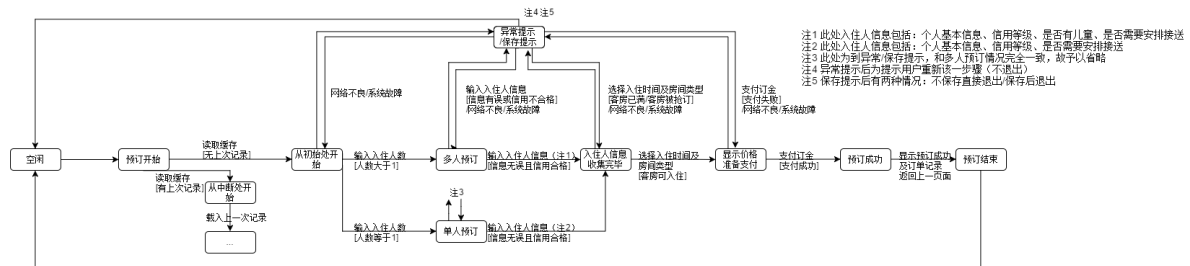 注4 注5
异常提示
/保存提示
注1 此处入住人信息包括：个人基本信息、信用等级、是否有儿童、是否需要安排接送
注2 此处入住人信息包括：个人基本信息、信用等级、是否需要安排接送
注3 此处为到异常/保存提示，和多人预订情况完全一致，故予以省略
注4 异常提示后为提示用户重新该一步骤（不退出）
注5 保存提示后有两种情况：不保存直接退出/保存后退出
网络不良/系统故障
输入入住人信息
[信息有误或信用不合格]
/网络不良/系统故障
选择入住时间及房间类型
[客房已满/客房被抢订]
/网络不良/系统故障
支付订金
[支付失败]
/网络不良/系统故障
空闲
预订开始
读取缓存
[无上次记录]
从初始处开
始
输入入住人数
[人数大于1]
多人预订
输入入住人信息（注1）
[信息无误且信用合格]
入住人信息
收集完毕
选择入住时间及
房间类型
[客房可入住]
显示价格
准备支付
支付订金
[支付成功]
预订成功
显示预订成功
及订单记录
返回上一页面
预订结束
读取缓存
[有上次记录]
从中断处开
始
载入上一次记录
...
注3
输入入住人数
[人数等于1]
单人预订
输入入住人信息（注2）
[信息无误且信用合格]